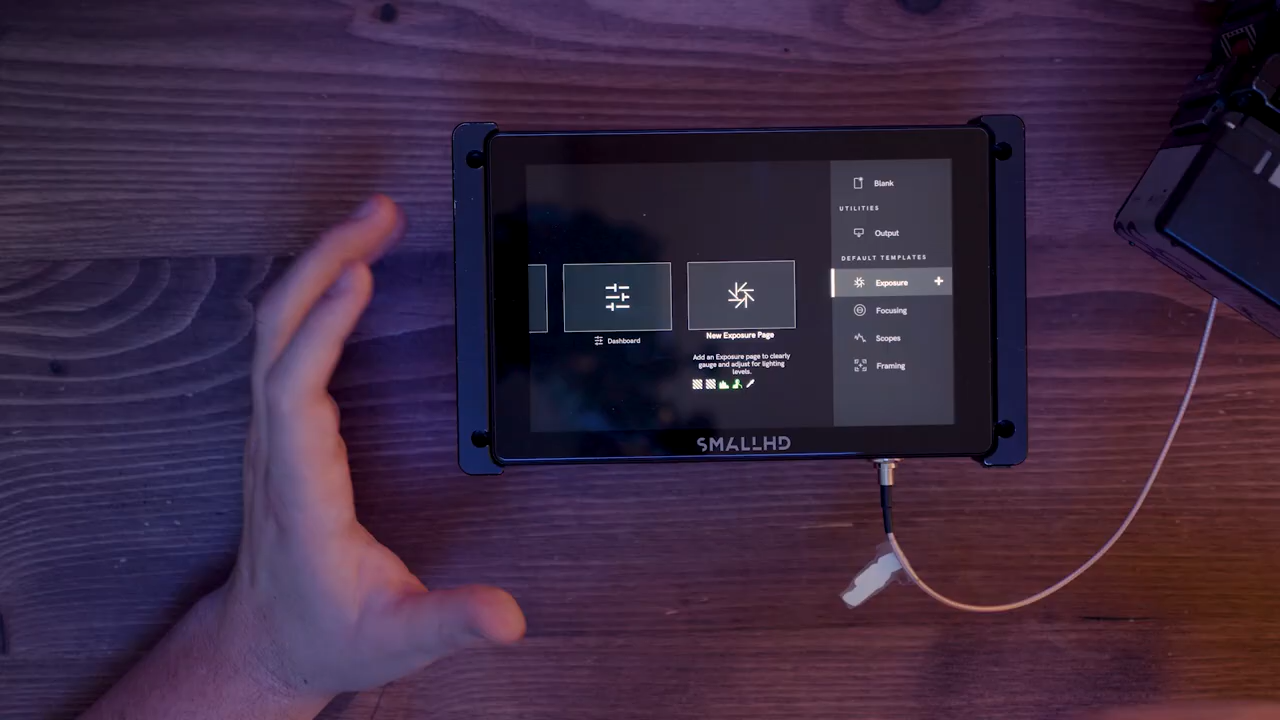 Blank
UTILITIES
Output
DEFAULT TEMPLATES
Exposure
Focusing
Scopes
Framing
Dashboard
New Exposure Page
Add an Exposure page to clearly
gauge and adjust for lighting
levels.
SMALLHD